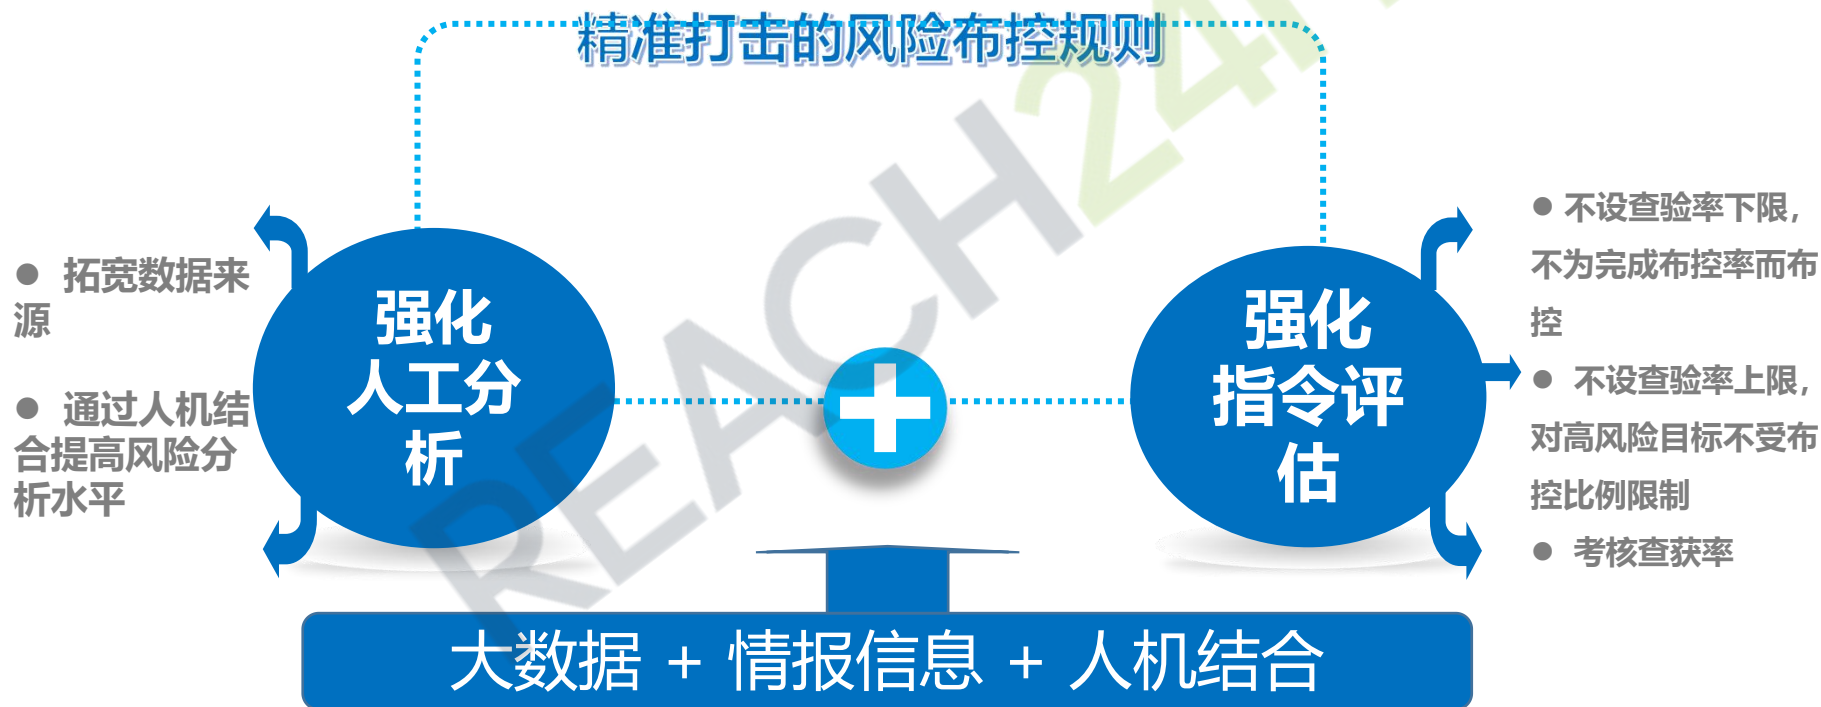 精准打击的风险布控规则
● 拓宽数据来
源
● 通过人机结
合提高风险分
析水平
强化
人工分
析
强化
指令评
估
● 不设查验率下限，
不为完成布控率而布
控
● 不设查验率上限，
对高风险目标不受布
控比例限制
● 考核查获率
大数据 + 情报信息 + 人机结合
REACH24H